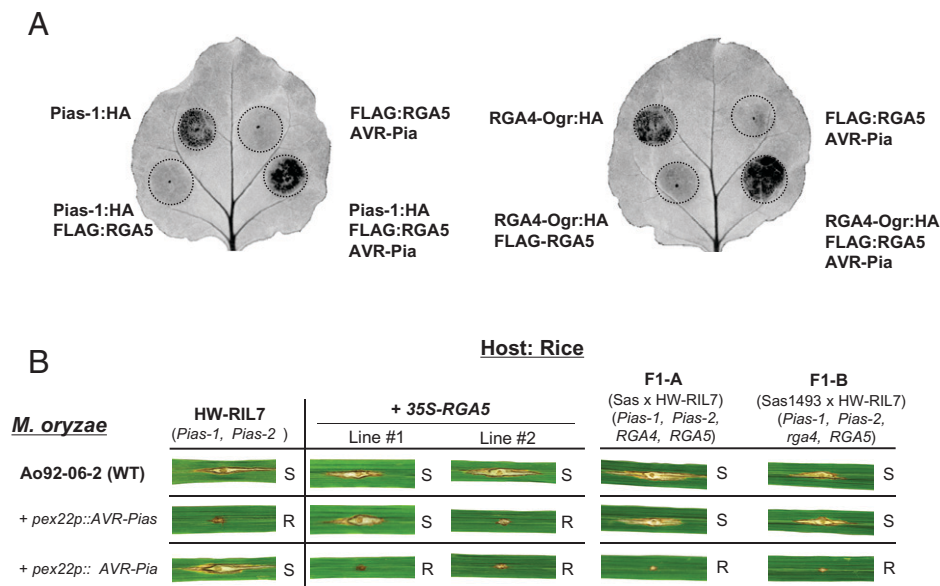 A
Pias-1:HA
FLAG:RGA5
AVR-Pia
Pias-1:HA
FLAG:RGA5
Pias-1:HA
FLAG:RGA5
AVR-Pia
RGA4-Ogr:HA
FLAG:RGA5
AVR-Pia
RGA4-Ogr:HA
FLAG-RGA5
RGA4-Ogr:HA
FLAG:RGA5
AVR-Pia
B
Host: Rice
M. oryzae
HW-RIL7
(Pias-1, Pias-2 )
+ 35S-RGA5
Line #1 Line #2
F1-A
(Sas x HW-RIL7)
(Pias-1, Pias-2,
RGA4, RGA5)
F1-B
(Sas1493 x HW-RIL7)
(Pias-1, Pias-2,
rga4, RGA5)
Ao92-06-2 (WT) S S S S S
+ pex22p::AVR-Pias R S R S S
+ pex22p:: AVR-Pia S R R R R